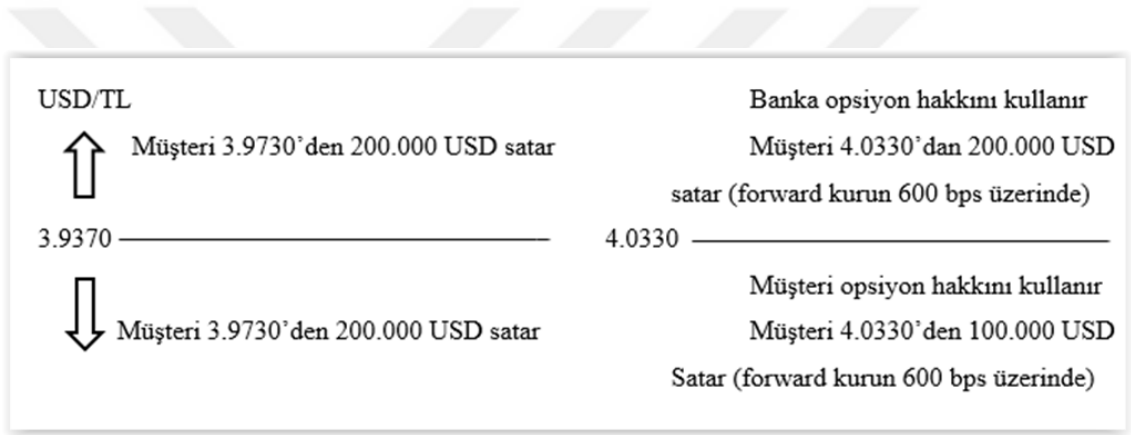 USD/TL
Müşteri 3.9730’den 200.000 USD satar
3.9370
Müşteri 3.9730’den 200.000 USD satar
Banka opsiyon hakkını kullanır
Müşteri 4.0330’dan 200.000 USD
satar (forward kurun 600 bps üzerinde)
4.0330
Müşteri opsiyon hakkını kullanır
Müşteri 4.0330’den 100.000 USD
Satar (forward kurun 600 bps üzerinde)